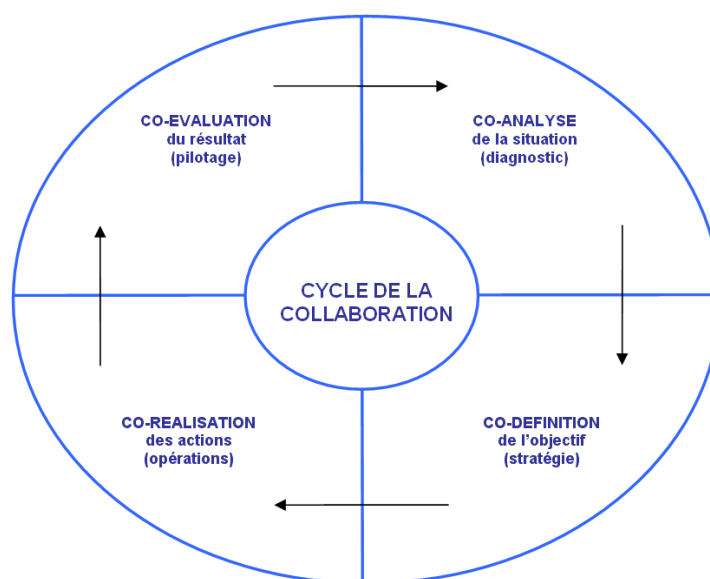 CO-EVALUATION
du résultat
(pilotage)
CO-ANALYSE
de la situation
(diagnostic)
CYCLE DE LA
COLLABORATION
CO-REALISATION
des actions
(opérations)
CO-DEFINITION
de l'objectif
(stratégie)